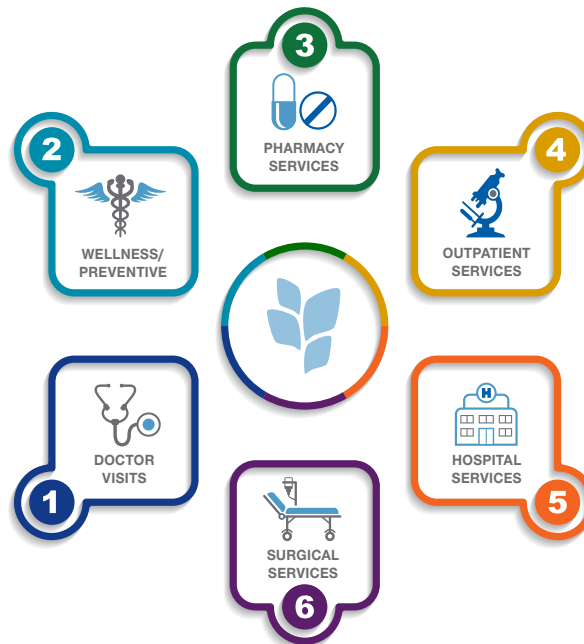 3
PHARMACY
SERVICES
2
WELLNESS/
PREVENTIVE
4
OUTPATIENT
SERVICES
1
DOCTOR
VISITS
H
HOSPITAL
SERVICES
5
SURGICAL
SERVICES
6